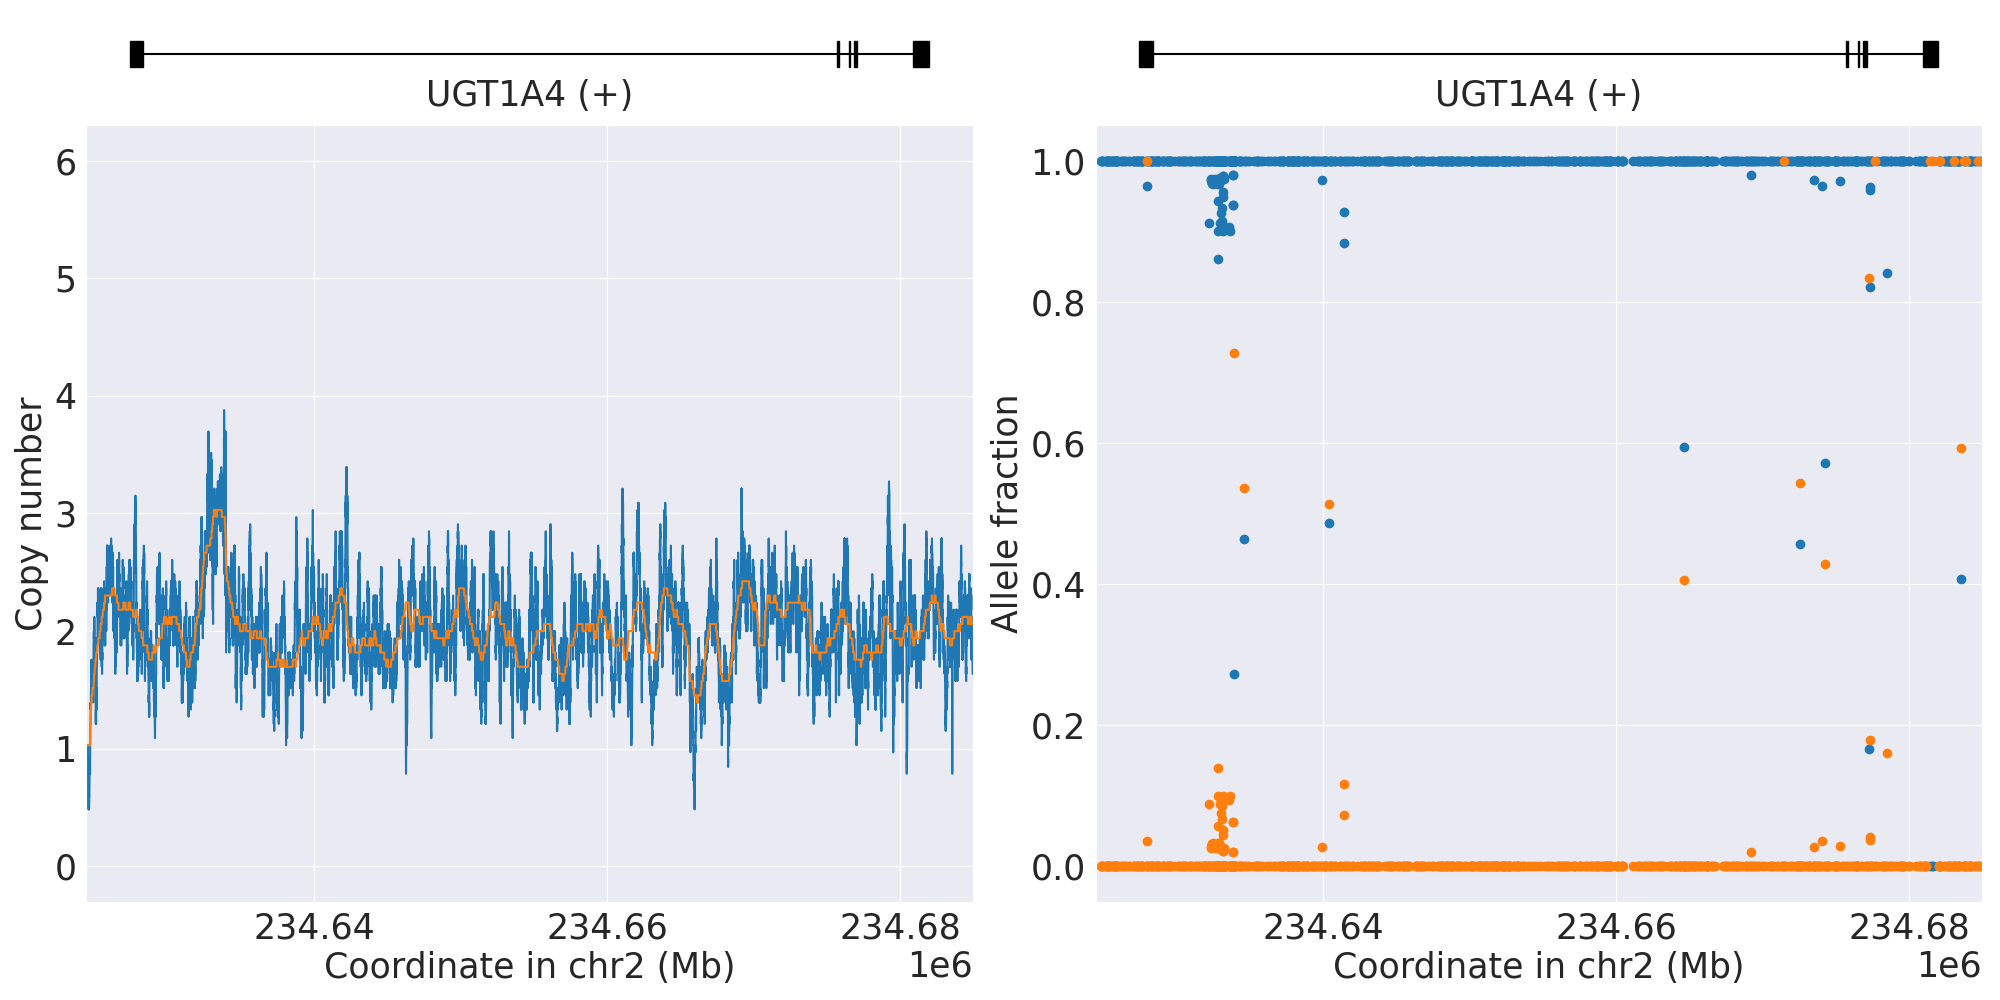 UGT1A4 (+)
6
5
4
3
2
1
0
Copy number
234.64
234.66
234.68
Coordinate in chr2 (Mb)
1e6
UGT1A4 (+)
1.0
0.8
0.6
0.4
0.2
0.0
Allele fraction
234.64
234.66
234.68
Coordinate in chr2 (Mb)
1e6